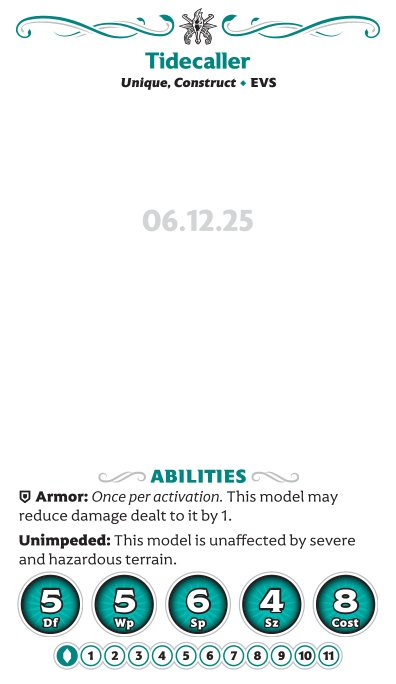 Tidecaller
Unique, Construct ⬥ EVS
06.12.25
ABILITIES
Armor: Once per activation. This model may
reduce damage dealt to it by 1.
Unimpeded: This model is unaffected by severe
and hazardous terrain.
5 5 6 4 8
Df Wp Sp Sz Cost
1 2 3 4 5 6 7 8 9 10 11